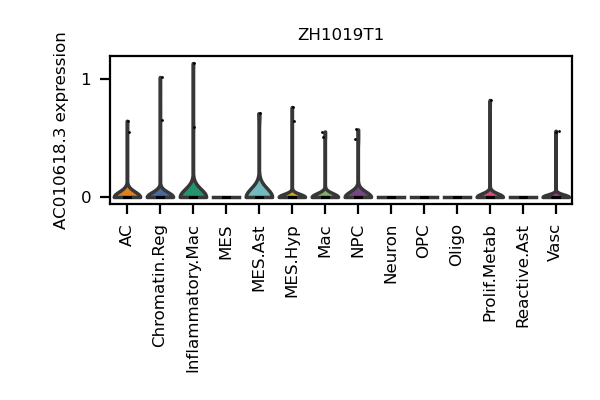 ZH1019T1
AC010618.3 expression
1
0
AC
Chromatin.Reg
Inflammatory.Mac
MES
MES.Ast
MES.Hyp
Mac
NPC
Neuron
OPC
Oligo
Prolif.Metab
Reactive.Ast
Vasc